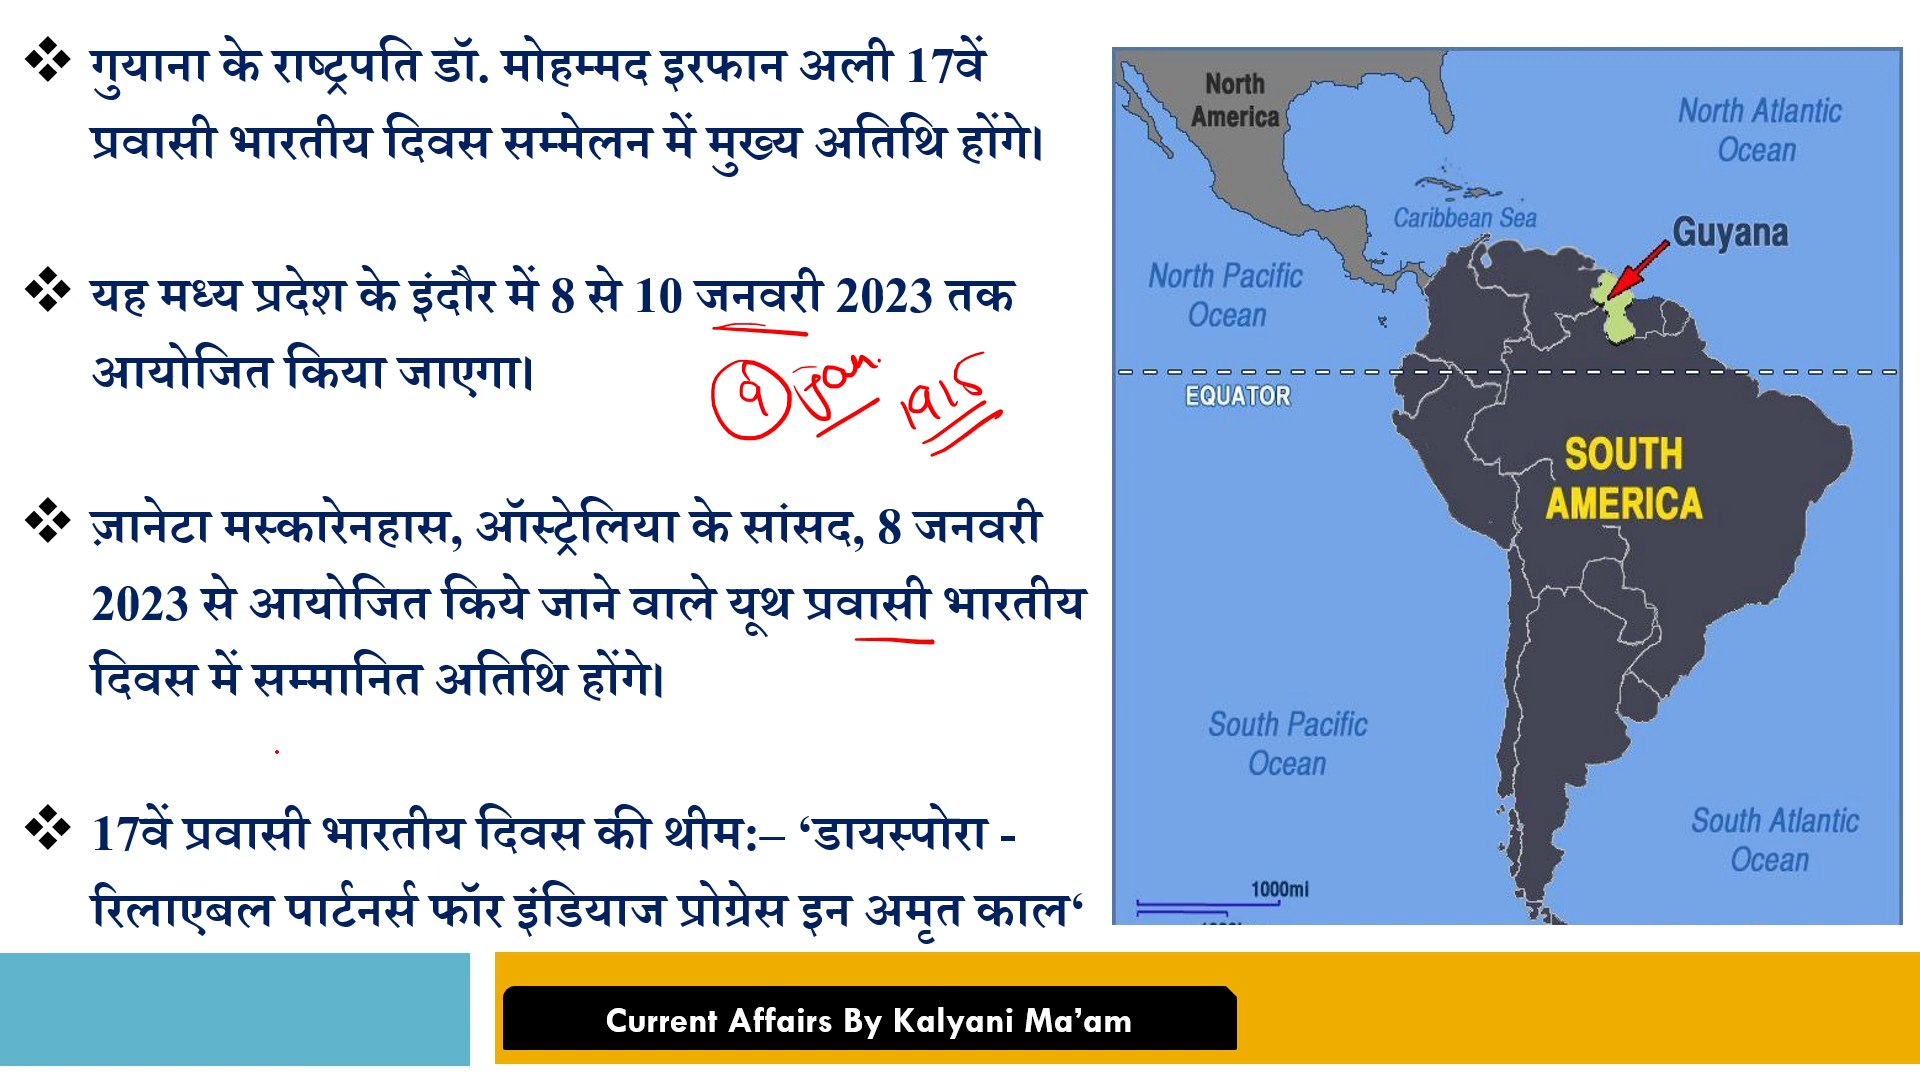 ❖ गुयाना के राष्ट्रपति डॉ. मोहम्मद इरफान अली 17वें
प्रवासी भारतीय दिवस सम्मेलन में मुख्य अतिथि होंगे।
❖ यह मध्य प्रदेश के इंदौर में 8 से 10 जनवरी 2023 तक
आयोजित किया जाएगा।
9 Jan. 1915
❖ ज़ानेटा मस्कारेनहास, ऑस्ट्रेलिया के सांसद, 8 जनवरी
2023 से आयोजित किये जाने वाले यूथ प्रवासी भारतीय
दिवस में सम्मानित अतिथि होंगे।
❖ 17वें प्रवासी भारतीय दिवस की थीम:– ‘डायस्पोरा -
रिलाएबल पार्टनर्स फॉर इंडियाज प्रोग्रेस इन अमृत काल‘
North
America
North Atlantic
Ocean
Caribbean Sea
Guyana
North Pacific
Ocean
EQUATOR
SOUTH
AMERICA
South Pacific
Ocean
South Atlantic
Ocean
1000mi
Current Affairs By Kalyani Ma’am